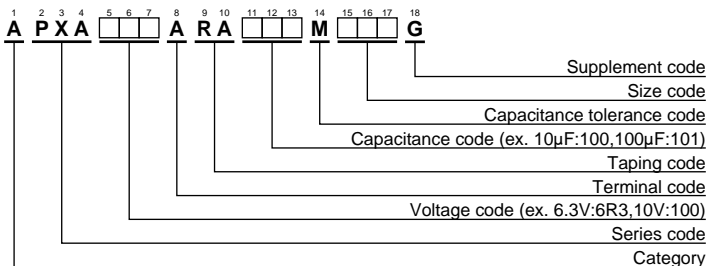 1 2 3 4 5 6 7 8 9 10 11 12 13 14 15 16 17 18
A P X A A R A M G
Supplement code
Size code
Capacitance tolerance code
Capacitance code (ex. 10μF:100,100μF:101)
Taping code
Terminal code
Voltage code (ex. 6.3V:6R3,10V:100)
Series code
Category